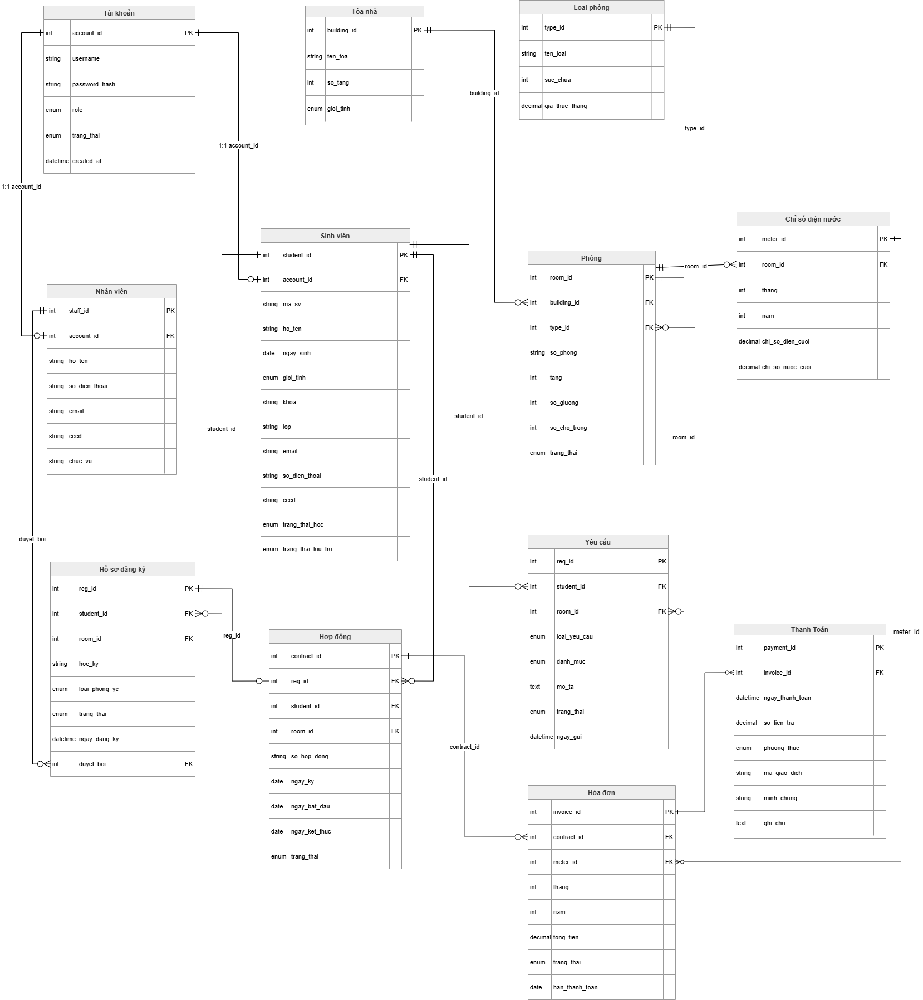 Tài khoản
int account_id PK
string username
string password_hash
enum role
enum trang_thai
datetime created_at
Tòa nhà
int building_id PK
string ten_toa
int so_tang
enum gioi_tinh
Loại phòng
int type_id PK
string ten_loai
int suc_chua
decimal gia_thue_thang
building_id
type_id
1:1 account_id
1:1 account_id
Sinh viên
int student_id PK
int account_id FK
string ma_sv
string ho_ten
date ngay_sinh
enum gioi_tinh
string khoa
string lop
string email
string so_dien_thoai
string cccd
enum trang_thai_hoc
enum trang_thai_luu_tru
Phòng
int room_id PK
int building_id FK
int type_id FK
string so_phong
int tang
int so_giuong
int so_cho_trong
enum trang_thai
room_id
Chỉ số điện nước
int meter_id PK
int room_id FK
int thang
int nam
decimal chi_so_dien_cuoi
decimal chi_so_nuoc_cuoi
Nhân viên
int staff_id PK
int account_id FK
string ho_ten
string so_dien_thoai
string email
string cccd
string chuc_vu
student_id
student_id
student_id
room_id
duyet_boi
Hồ sơ đăng ký
int reg_id PK
int student_id FK
int room_id FK
string hoc_ky
enum loai_phong_yc
enum trang_thai
datetime ngay_dang_ky
int duyet_boi FK
reg_id
Hợp đồng
int contract_id PK
int reg_id FK
int student_id FK
int room_id FK
string so_hop_dong
date ngay_ky
date ngay_bat_dau
date ngay_ket_thuc
enum trang_thai
contract_id
Yêu cầu
int req_id PK
int student_id FK
int room_id FK
enum loai_yeu_cau
enum danh_muc
text mo_ta
enum trang_thai
datetime ngay_gui
Thanh Toán
int payment_id PK
int invoice_id FK
datetime ngay_thanh_toan
decimal so_tien_tra
enum phuong_thuc
string ma_giao_dich
string minh_chung
text ghi_chu
meter_id
Hóa đơn
int invoice_id PK
int contract_id FK
int meter_id FK
int thang
int nam
decimal tong_tien
enum trang_thai
date han_thanh_toan